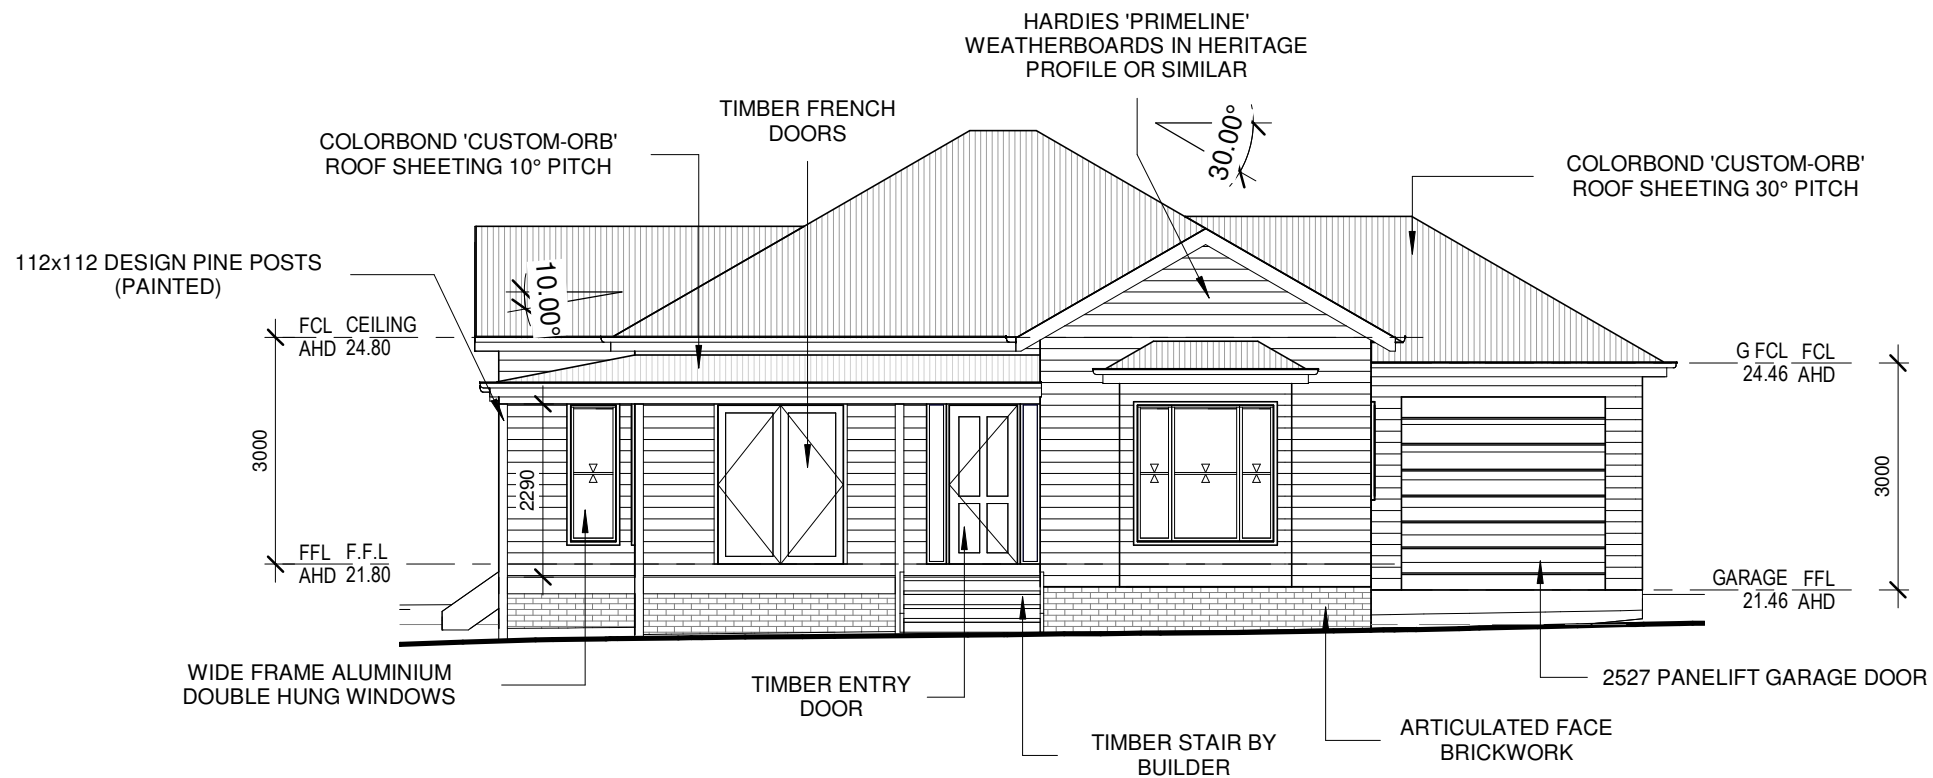 HARDIES 'PRIMELINE'
WEATHERBOARDS IN HERITAGE
PROFILE OR SIMILAR
TIMBER FRENCH
DOORS
COLORBOND 'CUSTOM-ORB'
ROOF SHEETING 10° PITCH
30.00°
COLORBOND 'CUSTOM-ORB'
ROOF SHEETING 30° PITCH
112x112 DESIGN PINE POSTS
(PAINTED)
10.00°
FCL CEILING
AHD 24.80
G FCL FCL
24.46 AHD
3000
2290
3000
FFL F.F.L
AHD 21.80
GARAGE FFL
21.46 AHD
WIDE FRAME ALUMINIUM
DOUBLE HUNG WINDOWS
TIMBER ENTRY
DOOR
2527 PANELIFT GARAGE DOOR
TIMBER STAIR BY
BUILDER
ARTICULATED FACE
BRICKWORK